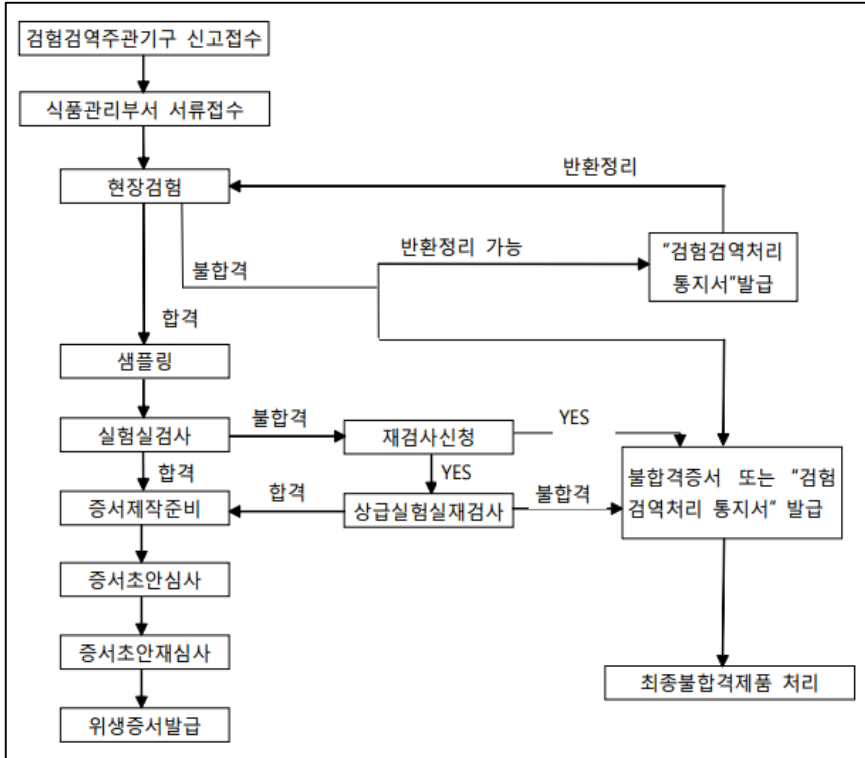 검험검역주관기구 신고접수
식품관리부서 서류접수
현장검험
반환정리
반환정리 가능
"검험검역처리
통지서"발급
불합격
합격
샘플링
실험실검사
불합격
재검사신청
YES
합격
YES
불합격증서 또는 "검험
검역처리 통지서" 발급
증서제작준비
합격
상급실험실재검사
불합격
증서초안심사
증서초안재심사
최종불합격제품 처리
위생증서발급